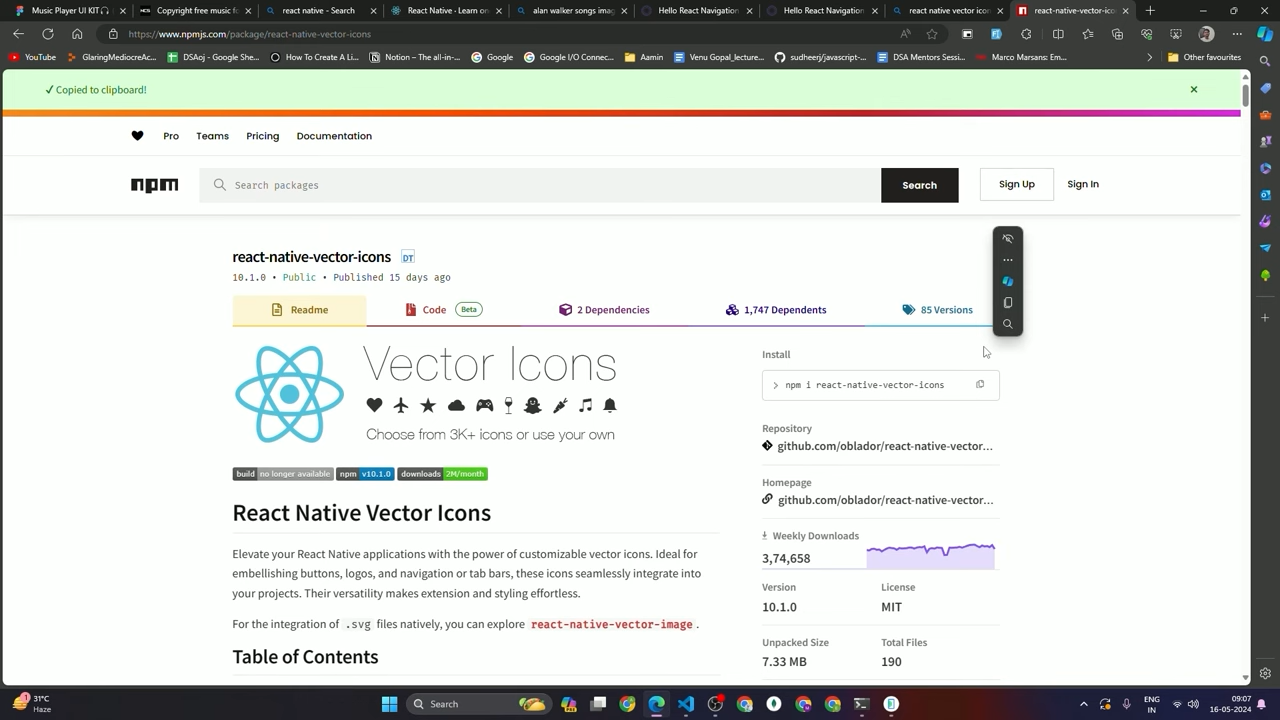 Music Player UI KIT 🎧 |
Copyright free music f
react native - Search
React Native · Learn on
alan walker songs imag
Hello React Navigation
Hello React Navigation
react native vector icon
react-native-vector-ico
https://www.npmjs.com/package/react-native-vector-icons
YouTube
GlaringMediocreAc...
DSAoj - Google She...
How To Create A Li...
Notion – The all-in-...
Google
Google I/O Connec...
Aamin
Venu Gopal_lecture...
sudheerj/javascript-...
DSA Mentors Sessi...
Marco Marsans: Em...
Other favourites
✓ Copied to clipboard!
×
Pro
Teams
Pricing
Documentation
npm
Search packages
Search
Sign Up
Sign In
react-native-vector-icons DT
10.1.0 • Public • Published 15 days ago
Readme
Code Beta
2 Dependencies
1,747 Dependents
85 Versions
Vector Icons
Choose from 3K+ icons or use your own
build no longer available
npm v10.1.0
downloads 2M/month
React Native Vector Icons
Elevate your React Native applications with the power of customizable vector icons. Ideal for
embellishing buttons, logos, and navigation or tab bars, these icons seamlessly integrate into
your projects. Their versatility makes extension and styling effortless.
For the integration of .svg files natively, you can explore react-native-vector-image .
Table of Contents
Install
> npm i react-native-vector-icons
Repository
github.com/oblador/react-native-vector...
Homepage
github.com/oblador/react-native-vector...
Weekly Downloads
3,74,658
Version
License
10.1.0
MIT
Unpacked Size
Total Files
7.33 MB
190
31°C
Haze
Search
ENG
IN
09:07
16-05-2024